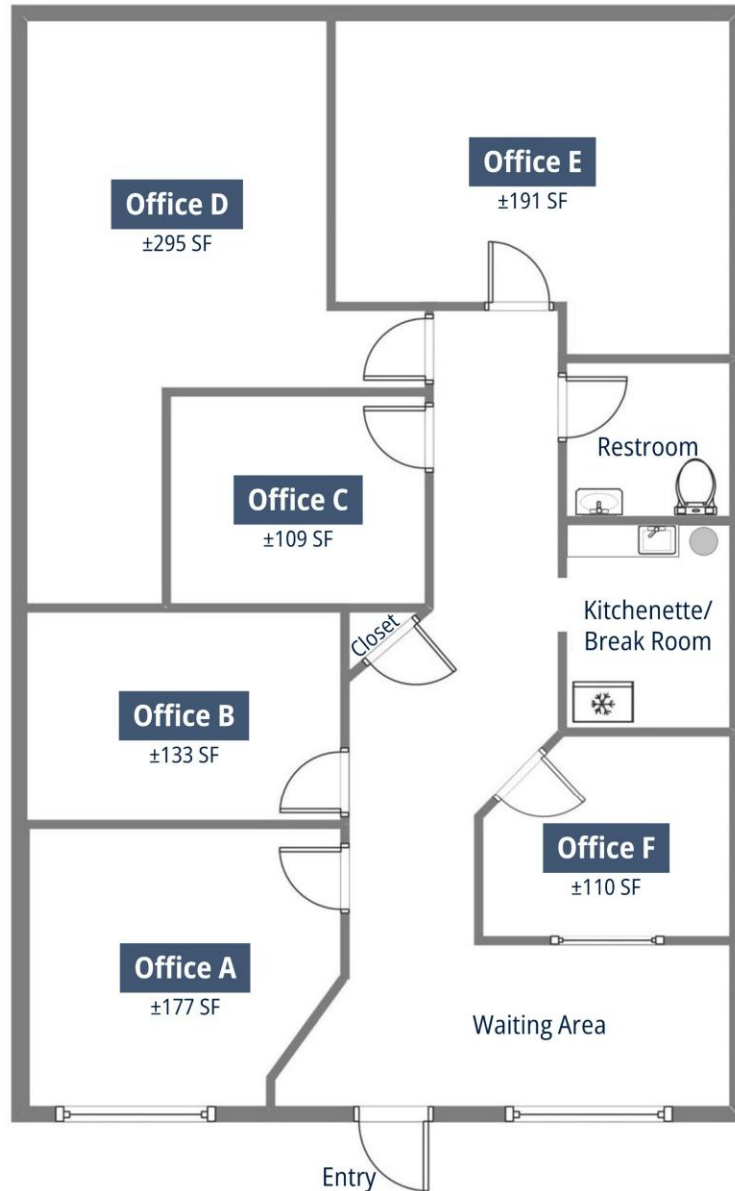 Office E
±191 SF
Office D
±295 SF
Restroom
Office C
±109 SF
Kitchenette/
Break Room
Closet
Office B
±133 SF
Office F
±110 SF
Office A
±177 SF
Waiting Area
Entry